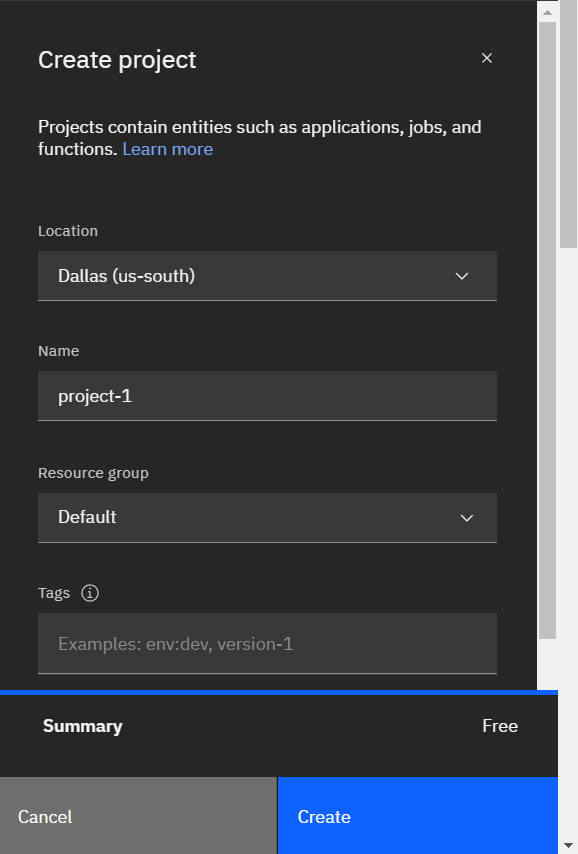 Create project
Projects contain entities such as applications, jobs, and
functions. Learn more
Location
Dallas (us-south)
Name
project-1
Resource group
Default
Tags
Examples: env:dev, version-1
Summary Free
Cancel Create